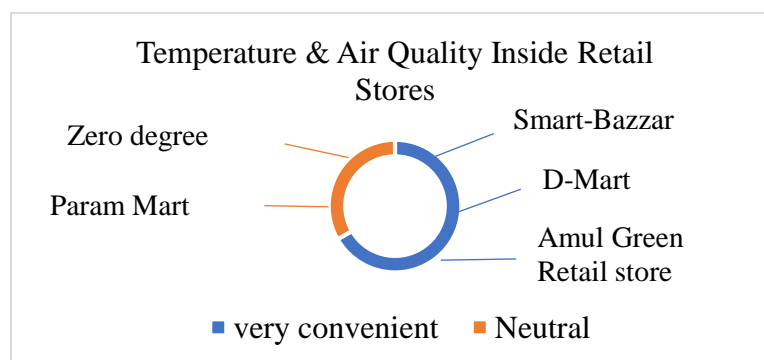 Temperature & Air Quality Inside Retail
Stores
Zero degree
Smart-Bazzar
Param Mart
D-Mart
Amul Green
Retail store
very convenient
Neutral